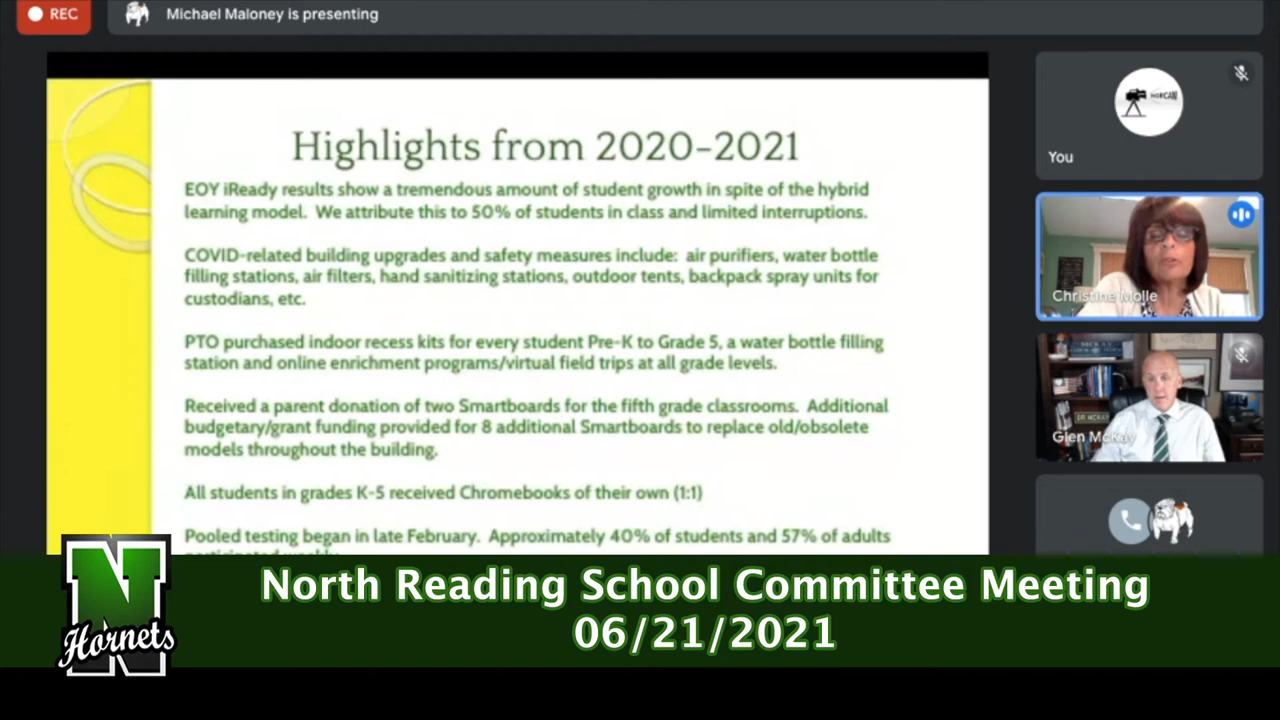 REC
Michael Maloney is presenting
Highlights from 2020-2021
EOY iReady results show a tremendous amount of student growth in spite of the hybrid
learning model. We attribute this to 50% of students in class and limited interruptions.
COVID-related building upgrades and safety measures include: air purifiers, water bottle
filling stations, air filters, hand sanitizing stations, outdoor tents, backpack spray units for
custodians, etc.
PTO purchased indoor recess kits for every student Pre-K to Grade 5, a water bottle filling
station and online enrichment programs/virtual field trips at all grade levels.
Received a parent donation of two Smartboards for the fifth grade classrooms. Additional
budgetary/grant funding provided for 8 additional Smartboards to replace old/obsolete
models throughout the building.
All students in grades K-5 received Chromebooks of their own (1:1)
Pooled testing began in late February. Approximately 40% of students and 57% of adults
NORCAM
You
Christine Molle
Glen McKay
N
Hornets
North Reading School Committee Meeting
06/21/2021